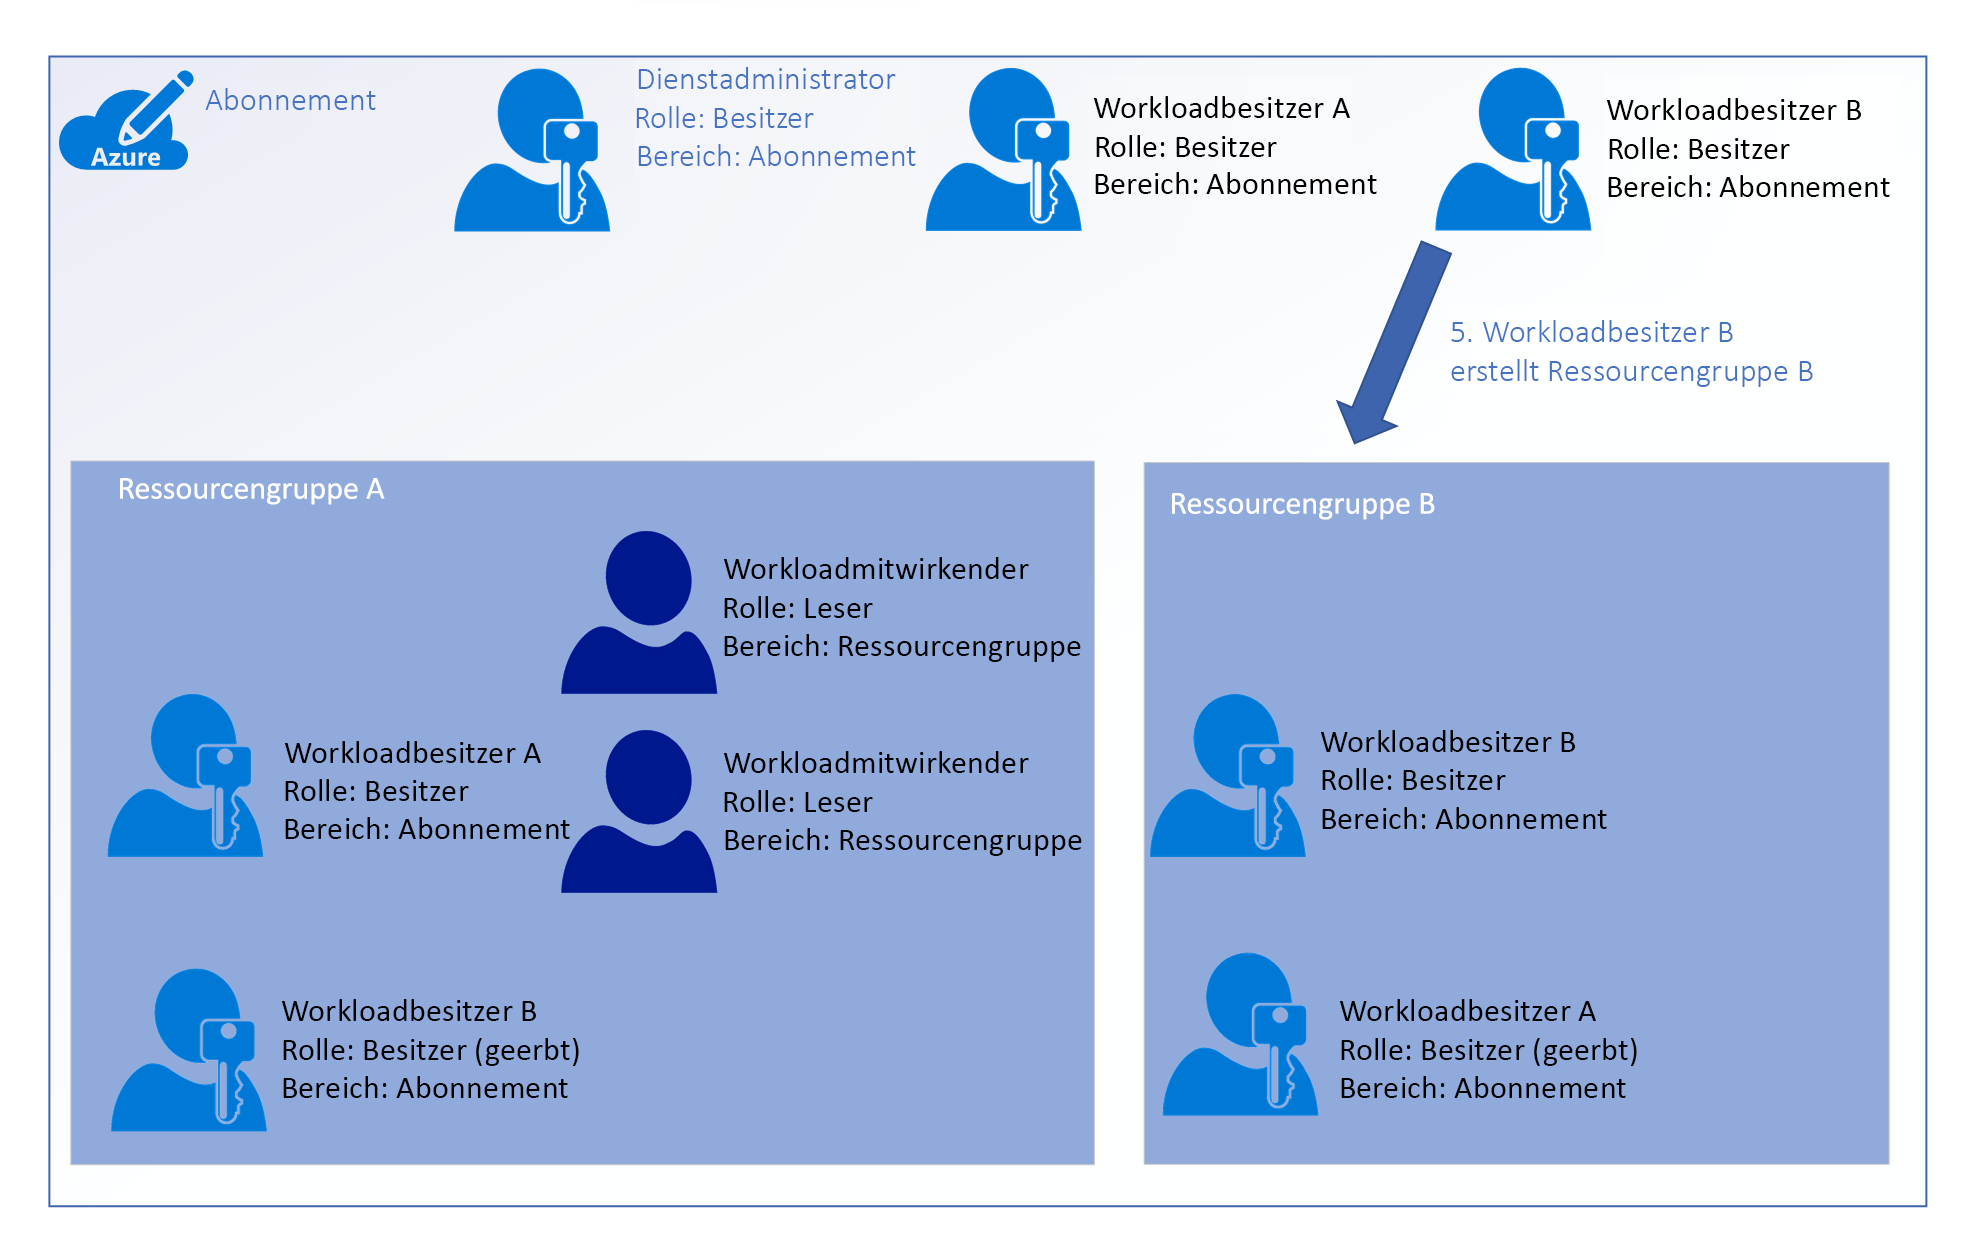 Azure
Abonnement
Dienstadministrator
Rolle: Besitzer
Bereich: Abonnement
Workloadbesitzer A
Rolle: Besitzer
Bereich: Abonnement
Workloadbesitzer B
Rolle: Besitzer
Bereich: Abonnement
5. Workloadbesitzer B
erstellt Ressourcengruppe B
Ressourcengruppe A
Workloadmitwirkender
Rolle: Leser
Bereich: Ressourcengruppe
Workloadbesitzer A
Rolle: Besitzer
Bereich: Abonnement
Workloadmitwirkender
Rolle: Leser
Bereich: Ressourcengruppe
Workloadbesitzer B
Rolle: Besitzer (geerbt)
Bereich: Abonnement
Ressourcengruppe B
Workloadbesitzer B
Rolle: Besitzer
Bereich: Abonnement
Workloadbesitzer A
Rolle: Besitzer (geerbt)
Bereich: Abonnement